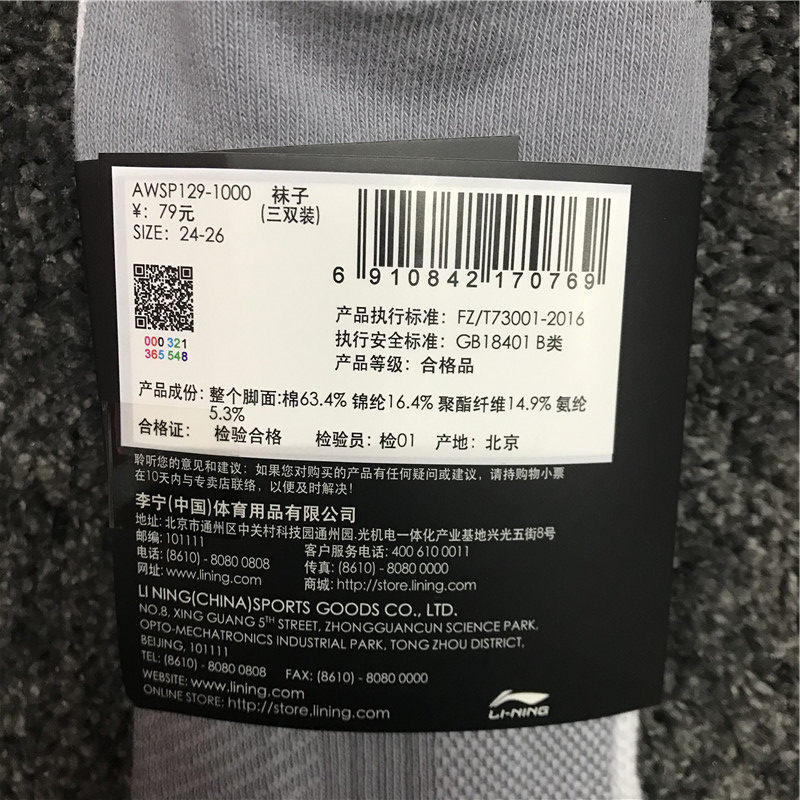 AWSP129-1000 袜子
¥: 79元 (三双装)
SIZE: 24-26
6 910842 170769
000 321
365 548
产品执行标准: FZ/T73001-2016
执行安全标准: GB18401 B类
产品等级: 合格品
产品成份: 整个脚面:棉63.4% 锦纶16.4% 聚酯纤维14.9% 氨纶
5.3%
合格证: 检验合格 检验员: 检01 产地: 北京
聆听您的意见和建议: 如果您对购买的产品有任何疑问或建议, 请持购物小票
在10天内与专卖店联络, 以便及时解决!
李宁(中国)体育用品有限公司
地址: 北京市通州区中关村科技园通州园.光机电一体化产业基地兴光五街8号
邮编: 101111 客户服务电话: 400 610 0011
电话: (8610) - 8080 0808 传真: (8610) - 8080 0000
网址: www.lining.com 商城: http://store.lining.com
LI NING(CHINA)SPORTS GOODS CO., LTD.
NO.8, XING GUANG 5TH STREET, ZHONGGUANCUN SCIENCE PARK,
OPTO-MECHATRONICS INDUSTRIAL PARK, TONG ZHOU DISTRICT,
BEIJING, 101111
TEL: (8610) - 8080 0808 FAX: (8610) - 8080 0000
WEBSITE: www.lining.com
ONLINE STORE: http://store.lining.com
LI-NING